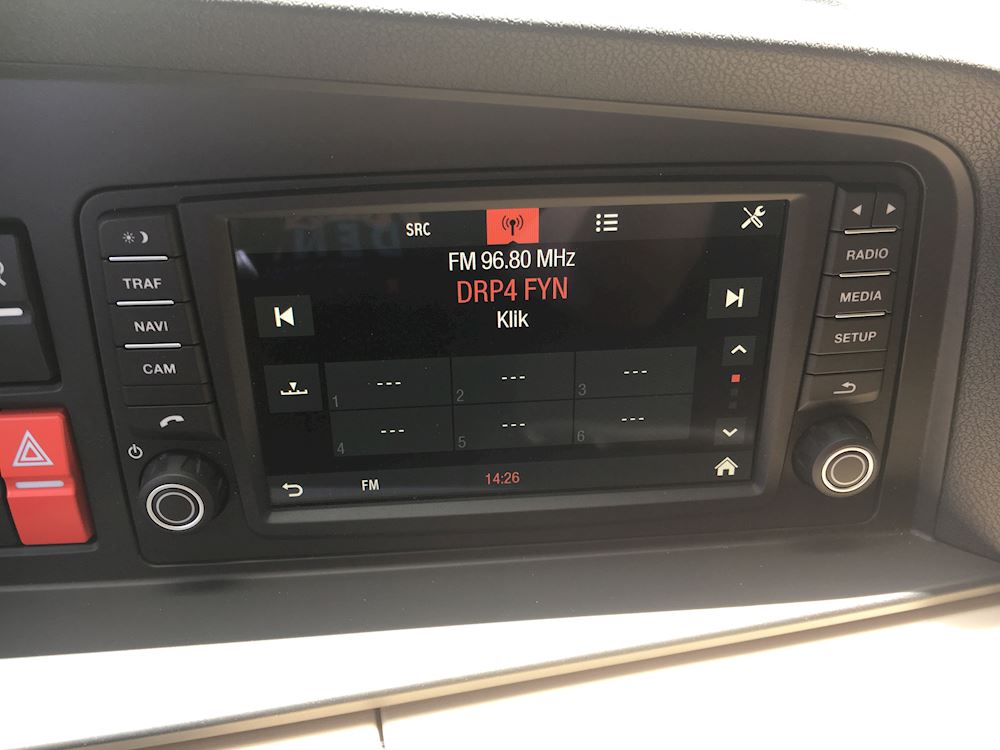 SRC
FM 96.80 MHz
DRP4 FYN
Klik
---
---
---
1
2
3
---
---
---
4
5
6
FM
14:26
TRAF
NAVI
CAM
RADIO
MEDIA
SETUP